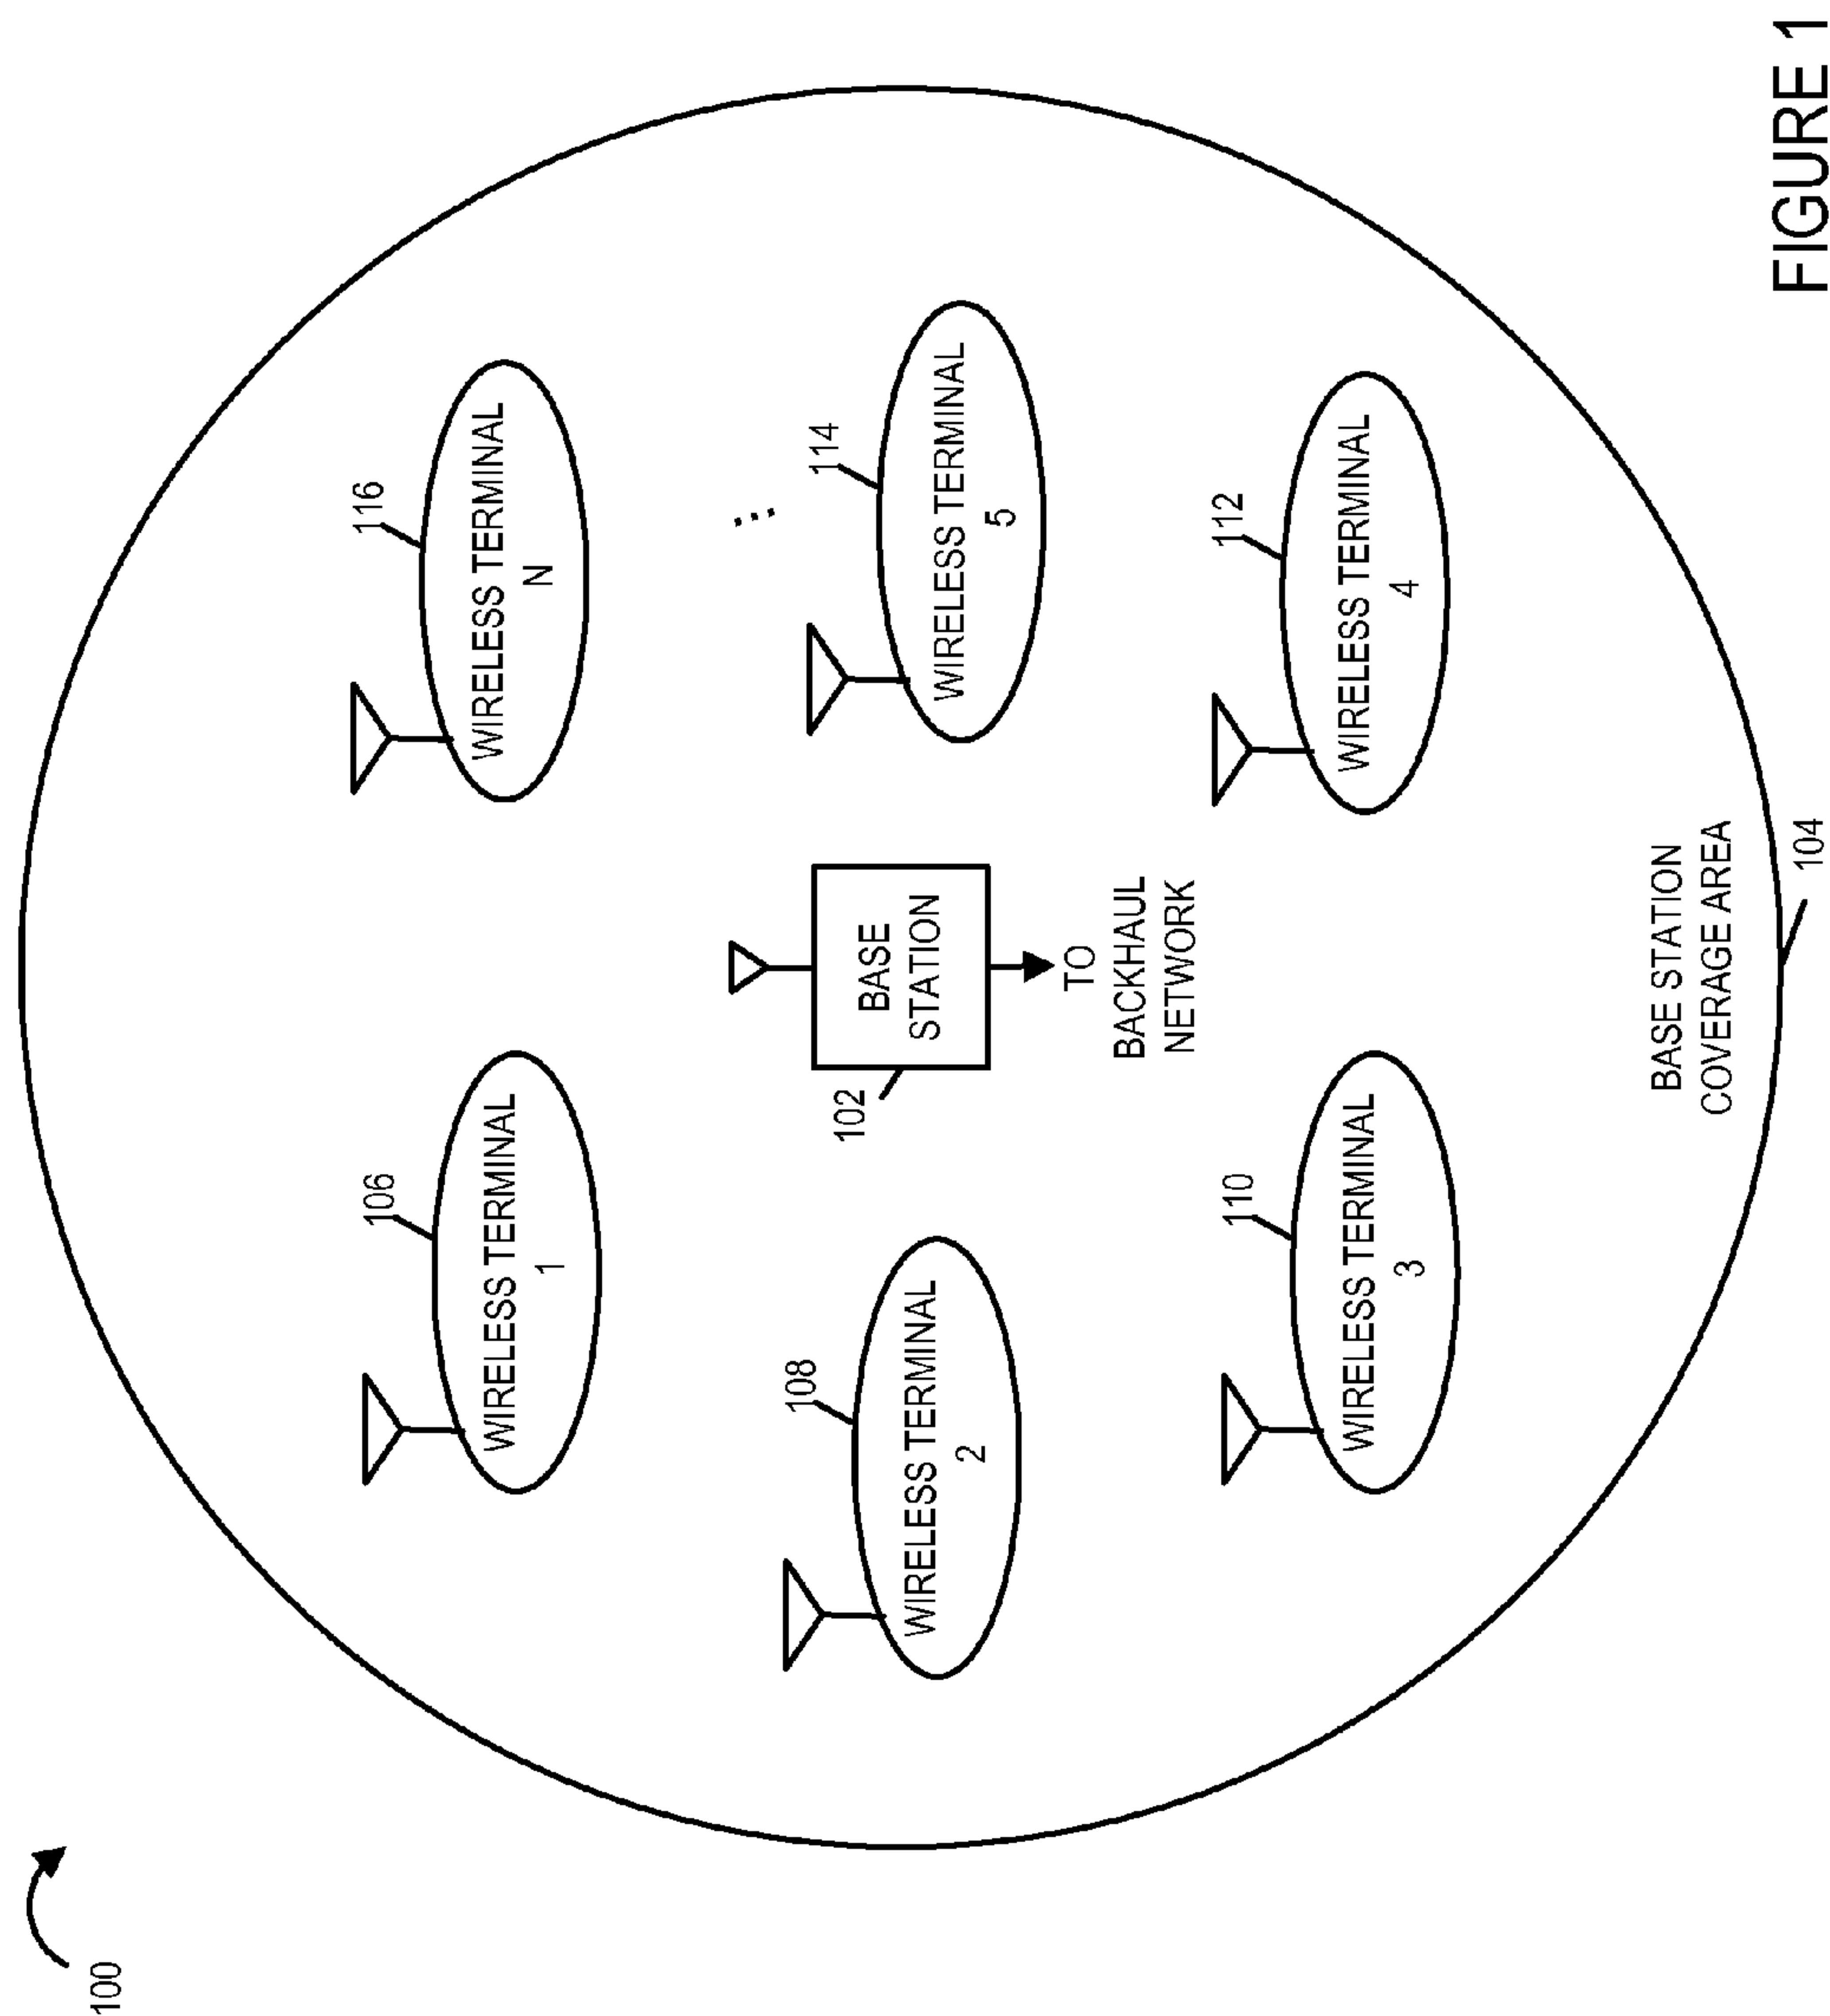 100
106
WIRELESS TERMINAL
1
116
WIRELESS TERMINAL
N
108
WIRELESS TERMINAL
2
102
BASE
STATION
TO
BACKHAUL
NETWORK
...
114
WIRELESS TERMINAL
5
110
WIRELESS TERMINAL
3
112
WIRELESS TERMINAL
4
BASE STATION
COVERAGE AREA
104
FIGURE 1